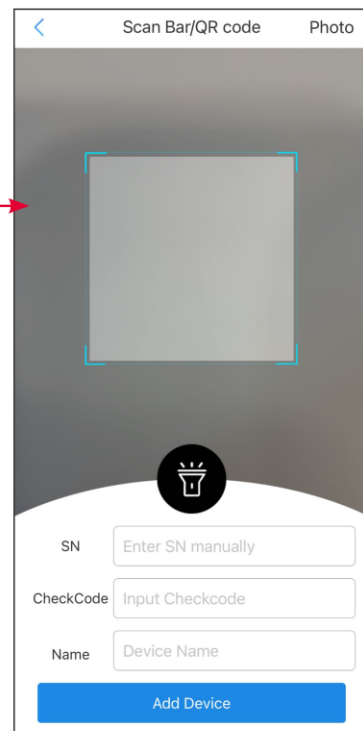 Scan Bar/QR code Photo
SN Enter SN manually
CheckCode Input Checkcode
Name Device Name
Add Device